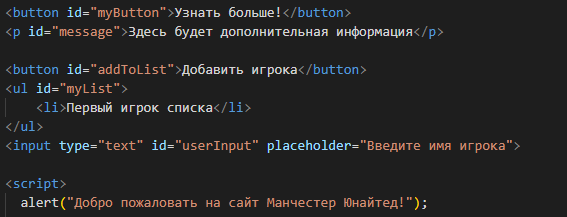 <button id="myButton">Узнать больше!</button>
<p id="message">Здесь будет дополнительная информация</p>
<button id="addToList">Добавить игрока</button>
<ul id="myList">
<li>Первый игрок списка</li>
</ul>
<input type="text" id="userInput" placeholder="Введите имя игрока">
<script>
alert("Добро пожаловать на сайт Манчестер Юнайтед!");